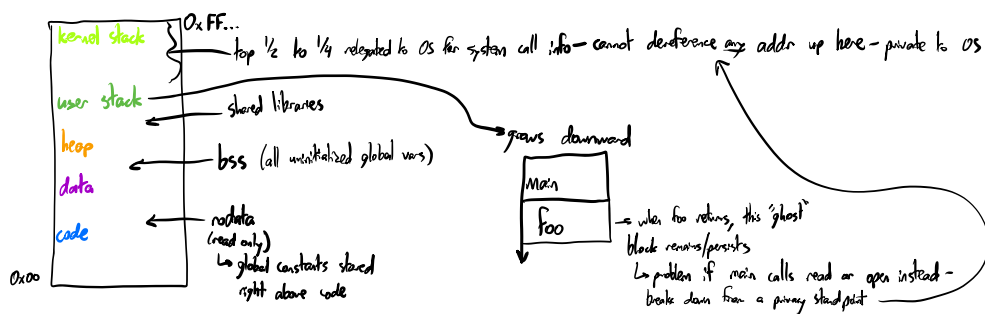 0xFF...
kernel stack
top 1/2 to 1/4 relegated to OS for system call info - cannot dereference any addr up here - private to OS
user stack
shared libraries
heap
bss (all uninitialized global vars)
data
rodata
(read only)
↳ global constants stored
right above code
code
0x00
grows downward
main
foo
→ when foo returns, this "ghost"
block remains/persists
↳ problem if main calls read or open instead -
breaks down from a privacy standpoint